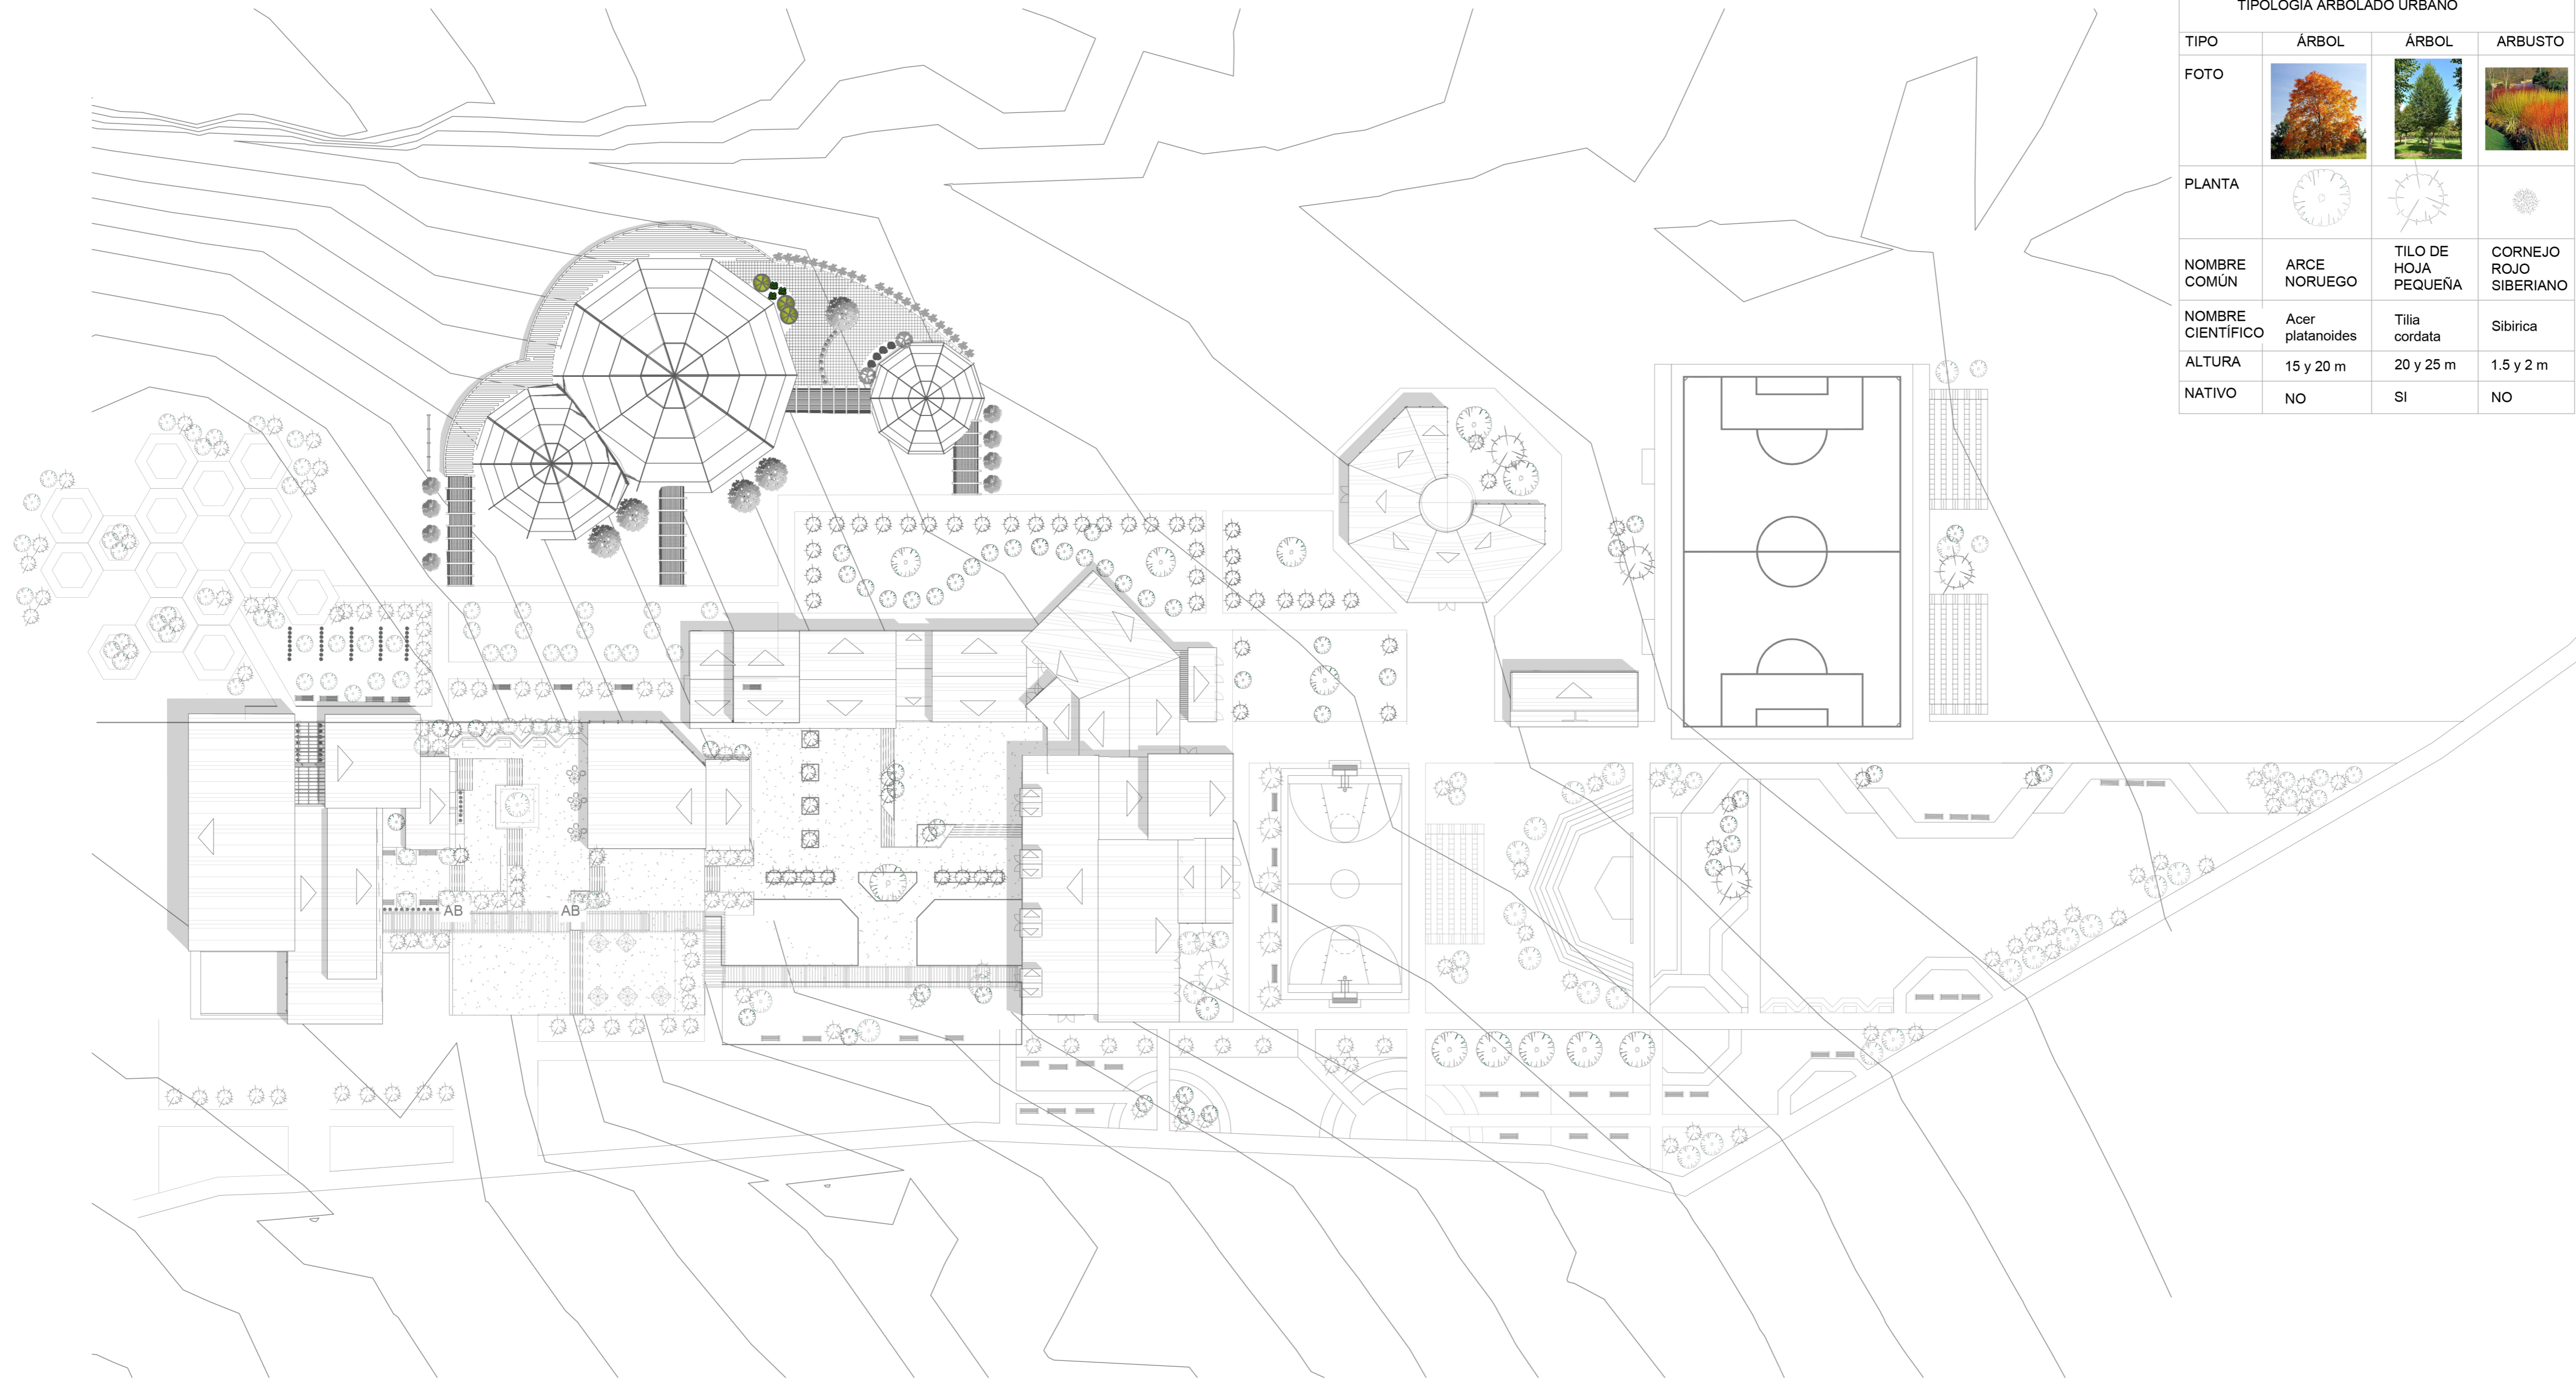 TIPOLOGÍA ARBOLADO URBANO
TIPO ÁRBOL ÁRBOL ARBUSTO
FOTO
PLANTA
NOMBRE COMÚN
ARCE NORUEGO
TILO DE HOJA PEQUEÑA
CORNEJO ROJO SIBERIANO
NOMBRE CIENTÍFICO
Acer platanoides
Tilia cordata
Sibirica
ALTURA 15 y 20 m 20 y 25 m 1.5 y 2 m
NATIVO NO SI NO
AB AB